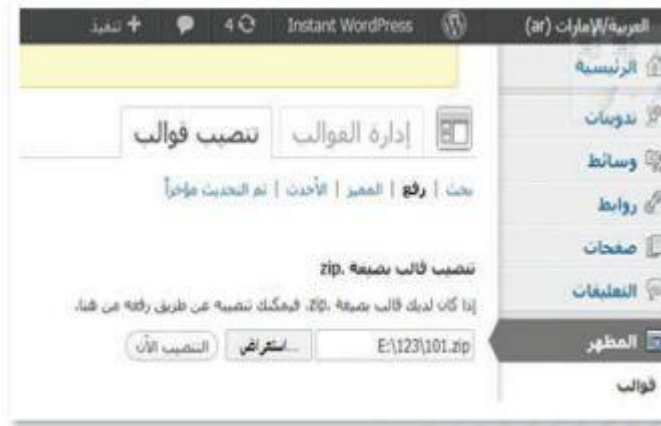 العربية/الإمارات (ar)
Instant WordPress
4
+ تنفيذ
الرئيسية
تدوينات
وسائط
روابط
صفحات
التعليقات
المظهر
قوالب
إدارة القوالب
تنصيب قوالب
بحث | رفع | المميز | الأحدث | تم التحديث مؤخراً
تنصيب قالب بصيغة .zip
إذا كان لديك قالب بصيغة .zip، فيمكنك تنصيبه عن طريق رفعه من هنا.
E:\123\101.zip
استعراض...
التنصيب الآن